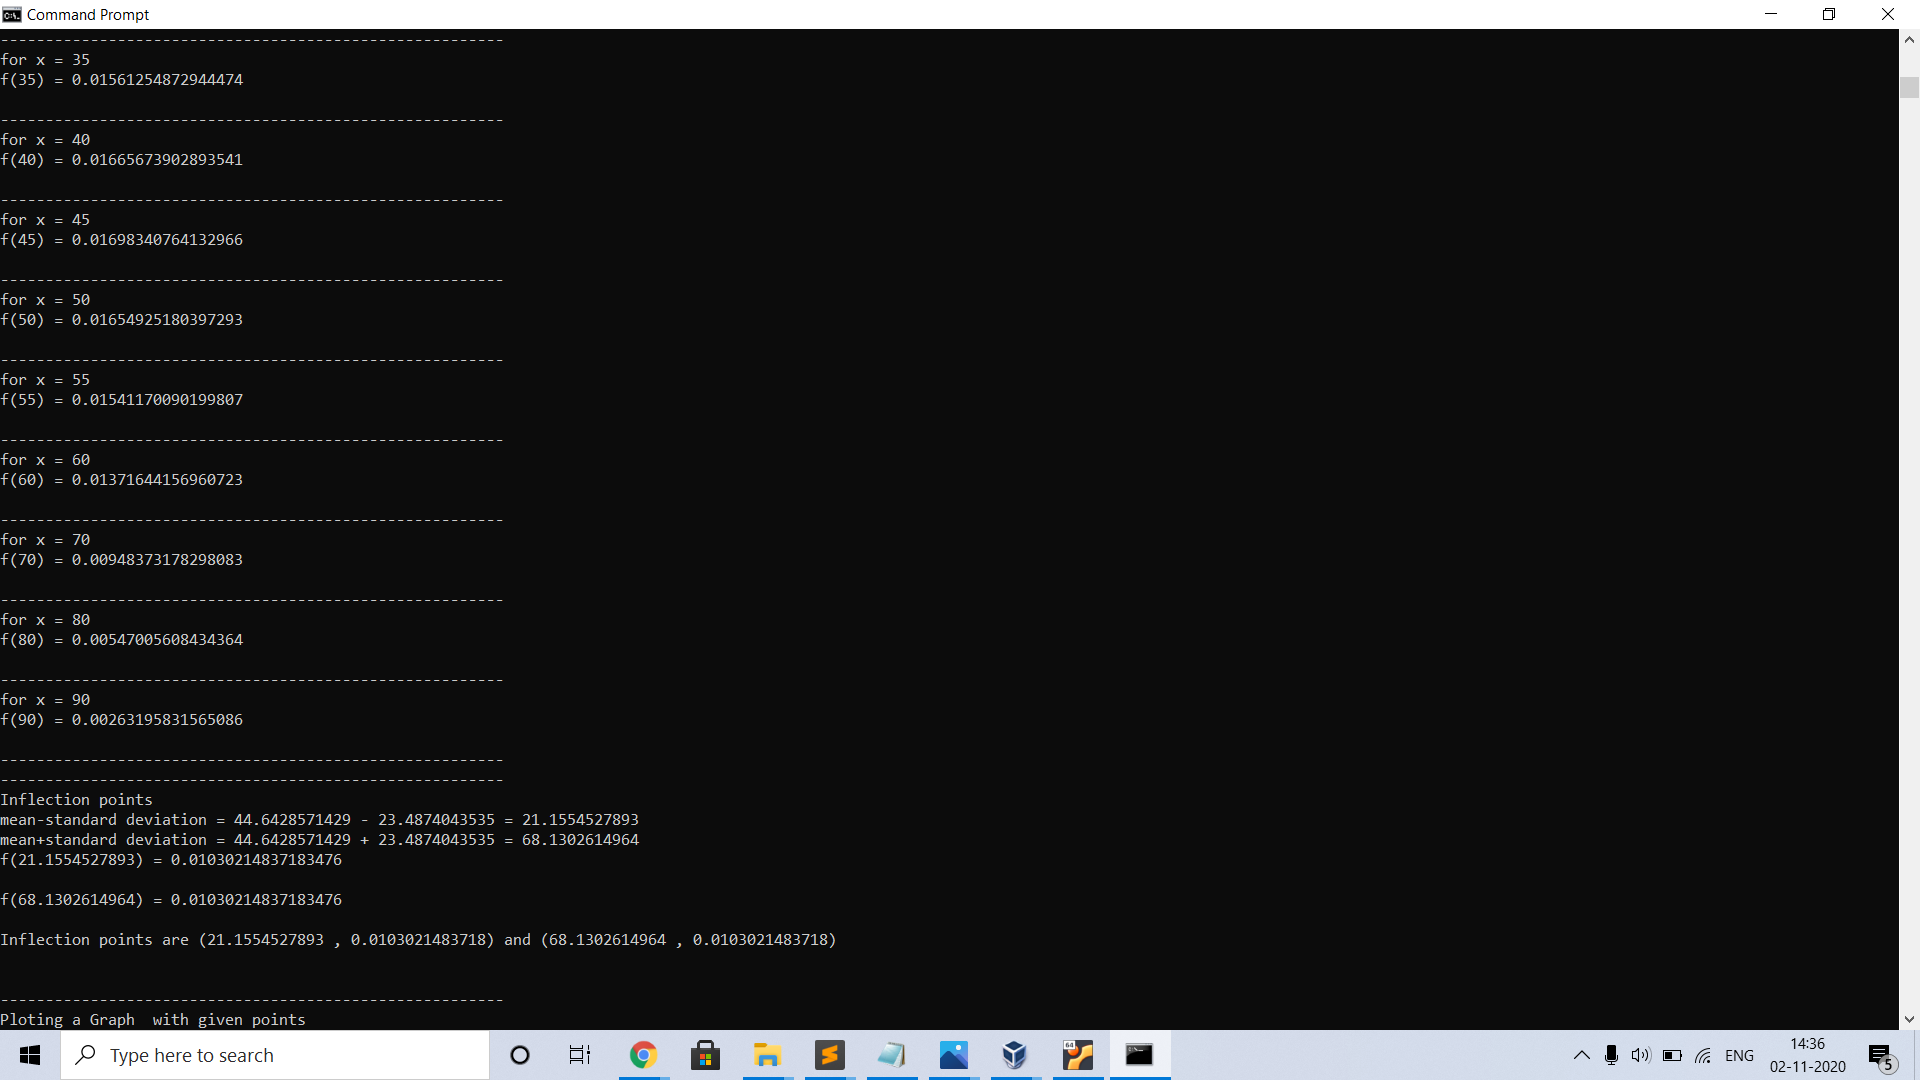 Command Prompt
--------------------------------------------------------
for x = 35
f(35) = 0.01561254872944474
--------------------------------------------------------
for x = 40
f(40) = 0.01665673902893541
--------------------------------------------------------
for x = 45
f(45) = 0.01698340764132966
--------------------------------------------------------
for x = 50
f(50) = 0.01654925180397293
--------------------------------------------------------
for x = 55
f(55) = 0.01541170090199807
--------------------------------------------------------
for x = 60
f(60) = 0.01371644156960723
--------------------------------------------------------
for x = 70
f(70) = 0.00948373178298083
--------------------------------------------------------
for x = 80
f(80) = 0.00547005608434364
--------------------------------------------------------
for x = 90
f(90) = 0.00263195831565086
--------------------------------------------------------
--------------------------------------------------------
Inflection points
mean-standard deviation = 44.6428571429 - 23.4874043535 = 21.1554527893
mean+standard deviation = 44.6428571429 + 23.4874043535 = 68.1302614964
f(21.1554527893) = 0.01030214837183476
f(68.1302614964) = 0.01030214837183476
Inflection points are (21.1554527893 , 0.0103021483718) and (68.1302614964 , 0.0103021483718)
--------------------------------------------------------
Ploting a Graph  with given points
Type here to search
64
ENG
14:36
02-11-2020
5